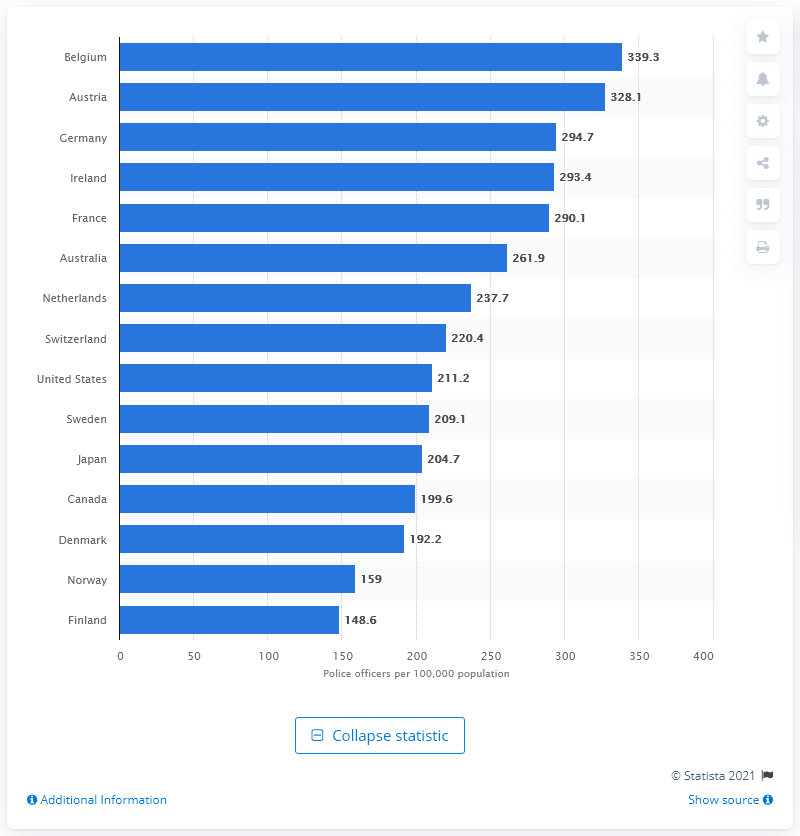 Belgium 339.3
Austria 328.1
Germany 294.7
Ireland 293.4
France 290.1
Australia 261.9
Netherlands 237.7
Switzerland 220.4
United States 211.2
Sweden 209.1
Japan 204.7
Canada 199.6
Denmark 192.2
Norway 159
Finland 148.6
0 50 100 150 200 250 300 350 400
Police officers per 100,000 population
Collapse statistic
© Statista 2021
Additional Information Show source